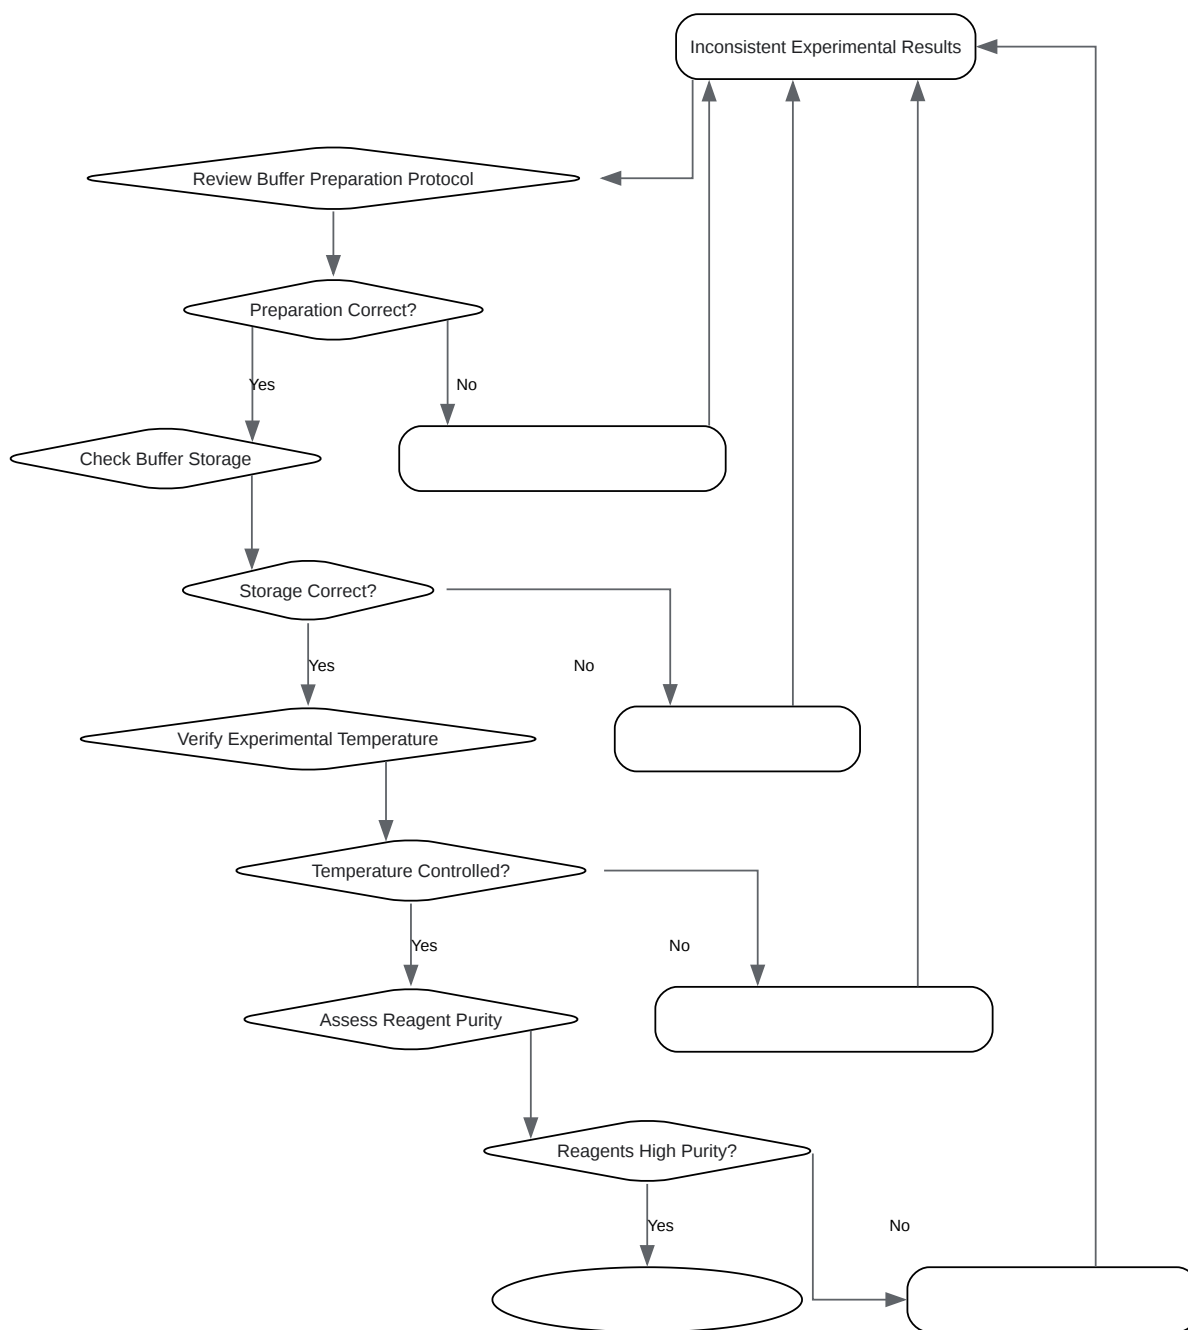 Inconsistent Experimental Results
Review Buffer Preparation Protocol
Preparation Correct?
Yes
No
Check Buffer Storage
Storage Correct?
Yes
No
Verify Experimental Temperature
Temperature Controlled?
Yes
No
Assess Reagent Purity
Reagents High Purity?
Yes
No